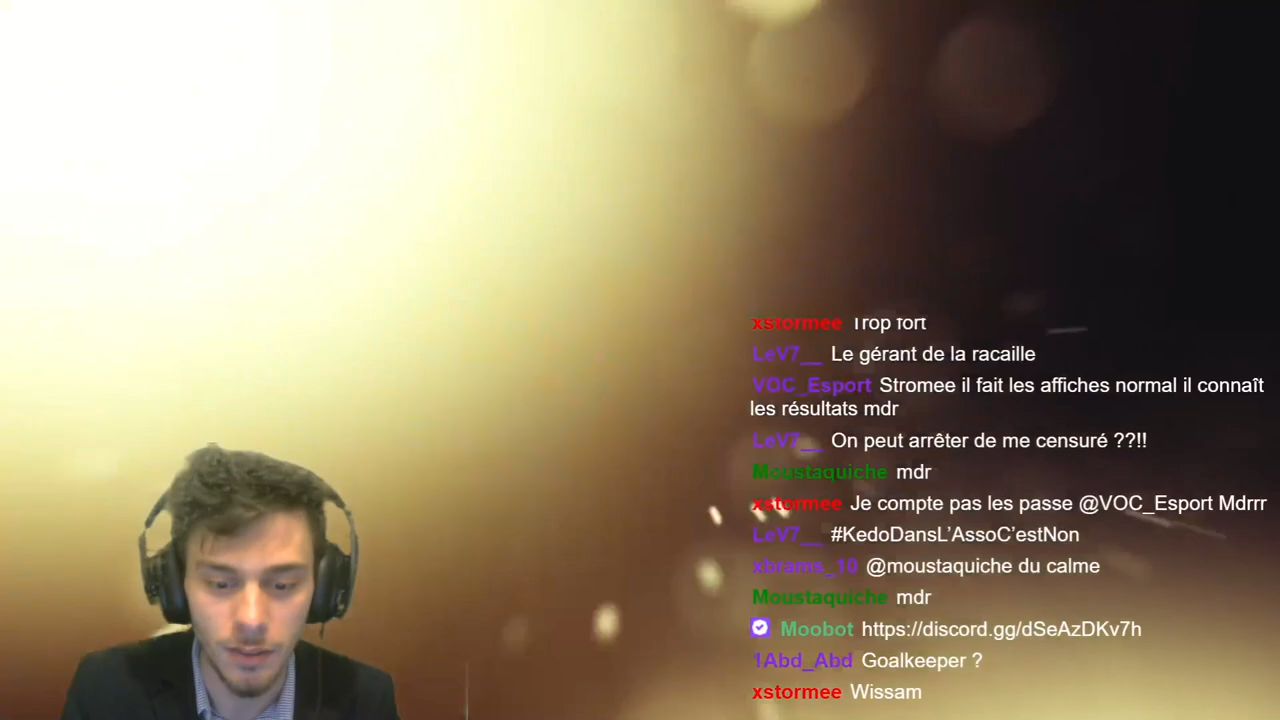 xstormee Trop fort
LeV7__ Le gérant de la racaille
VOC_Esport Stromee il fait les affiches normal il connaît
les résultats mdr
LeV7__ On peut arrêter de me censuré ??!!
Moustaquiche mdr
xstormee Je compte pas les passe @VOC_Esport Mdrrr
LeV7__ #KedoDansL’AssoC’estNon
xbrams_10 @moustaquiche du calme
Moustaquiche mdr
Moobot https://discord.gg/dSeAzDKv7h
1Abd_Abd Goalkeeper ?
xstormee Wissam